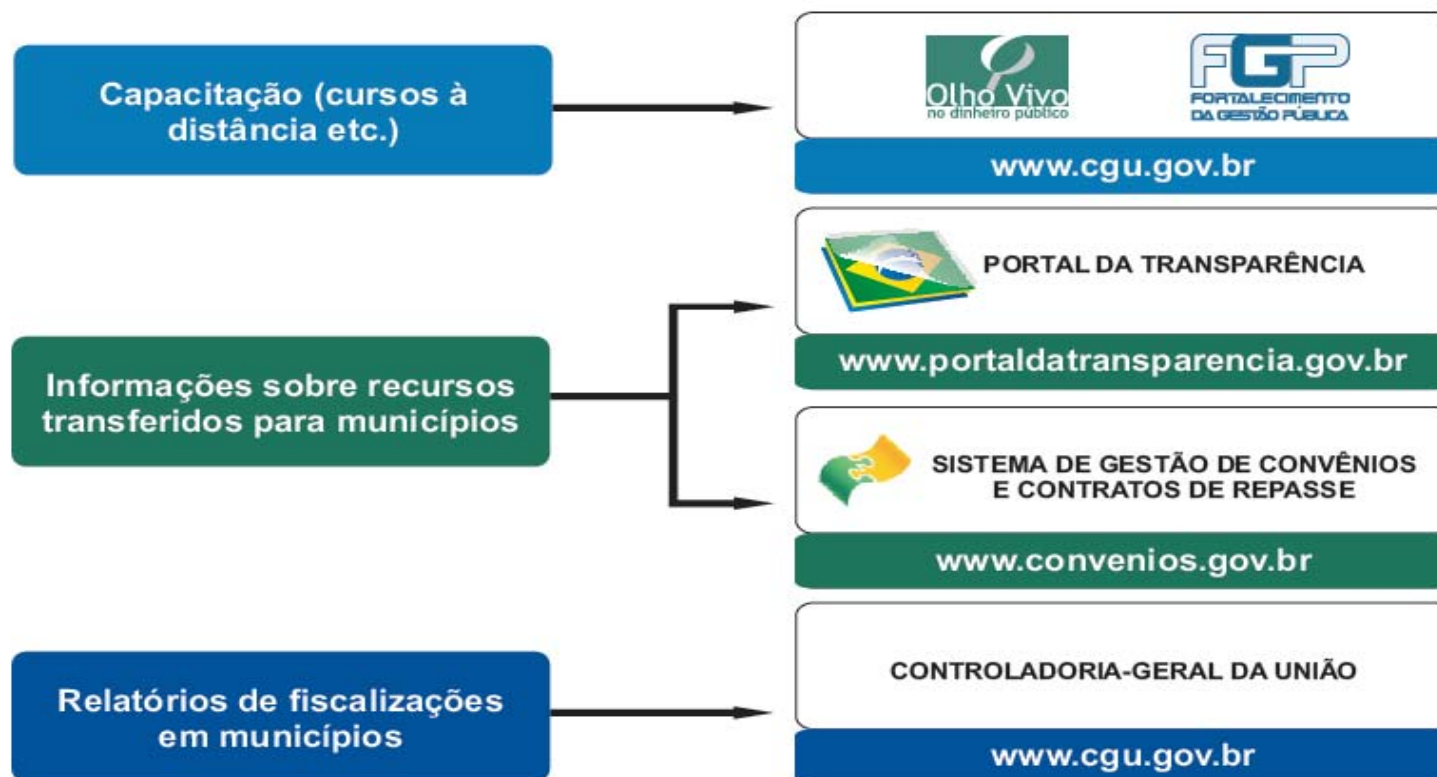 Capacitação (cursos à
distância etc.)
Olho Vivo
no dinheiro público
FGP
FORTALECIMENTO
DA GESTÃO PÚBLICA
www.cgu.gov.br
Informações sobre recursos
transferidos para municípios
PORTAL DA TRANSPARÊNCIA
www.portaldatransparencia.gov.br
SISTEMA DE GESTÃO DE CONVÊNIOS
E CONTRATOS DE REPASSE
www.convenios.gov.br
Relatórios de fiscalizações
em municípios
CONTROLADORIA-GERAL DA UNIÃO
www.cgu.gov.br